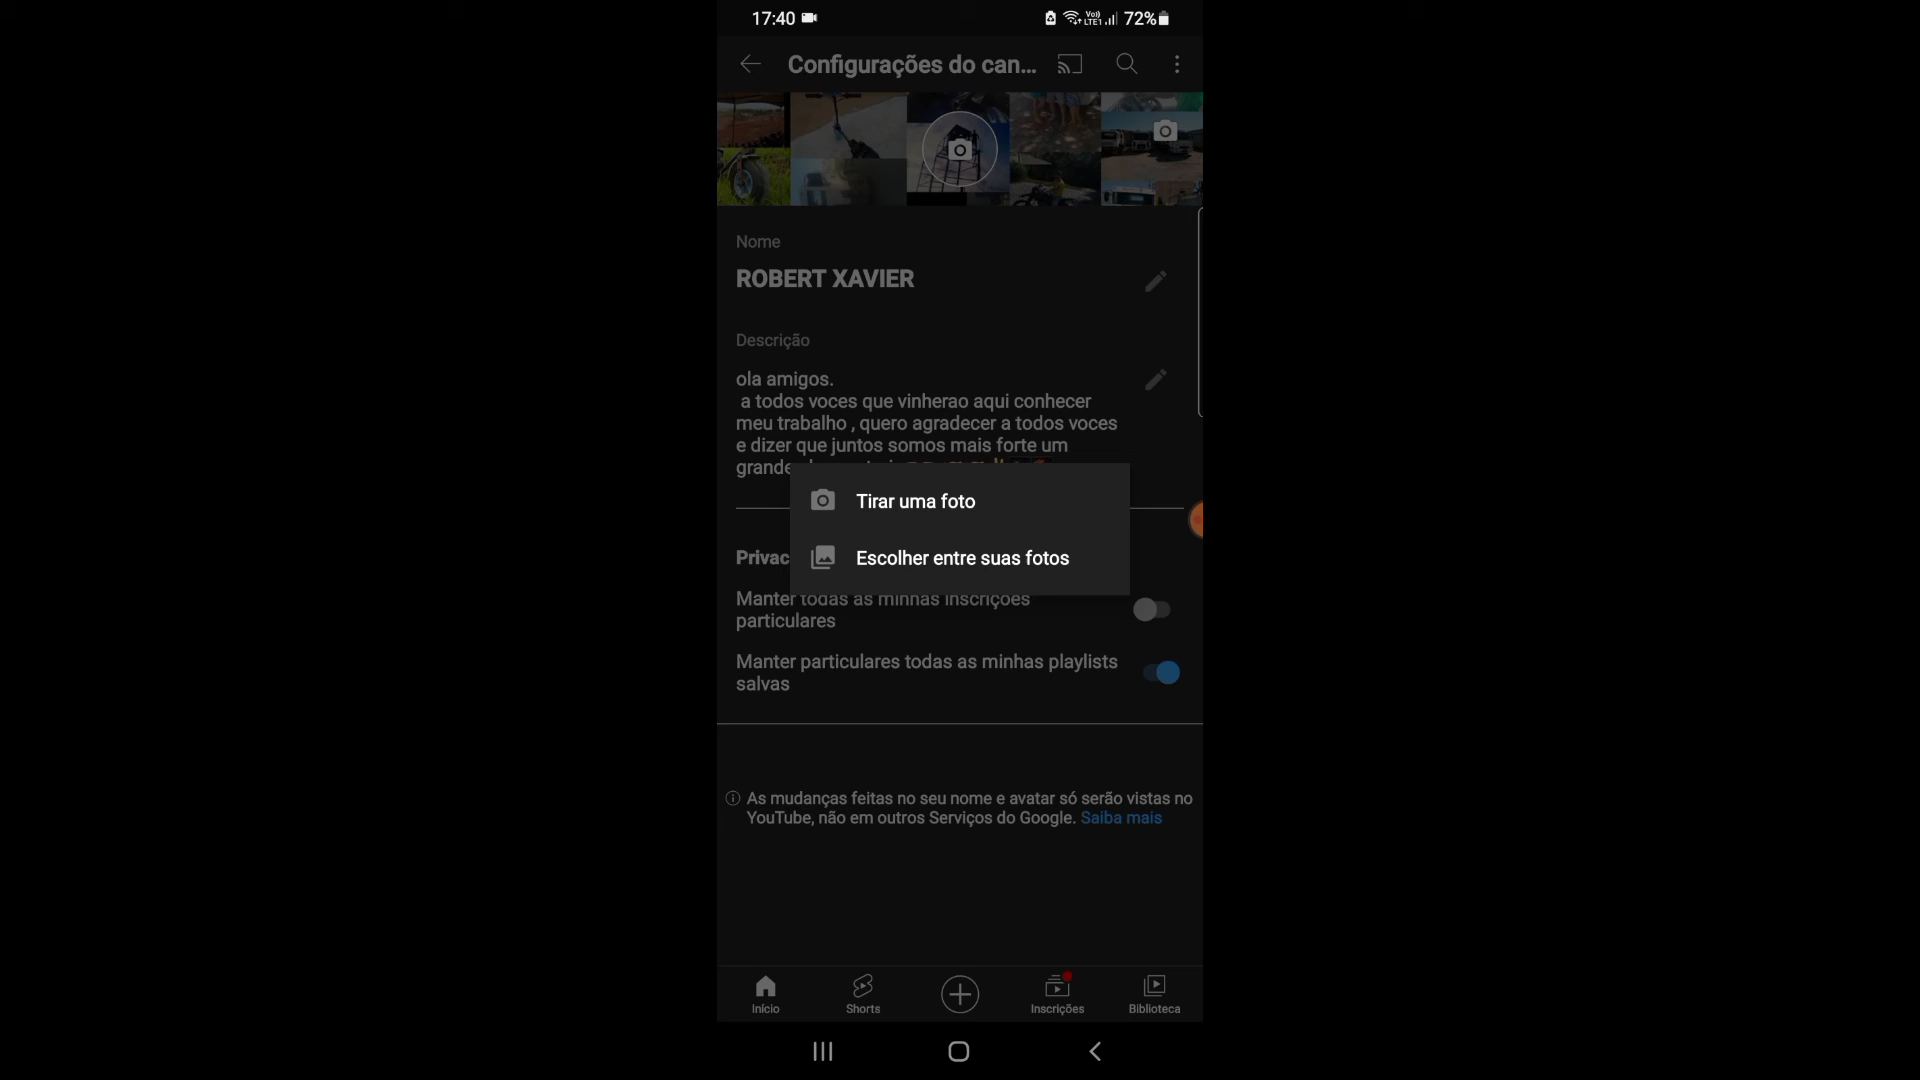 17:40
Vo))
LTE1
72%
Configurações do can...
Nome
ROBERT XAVIER
Descrição
ola amigos.
a todos voces que vinherao aqui conhecer
meu trabalho , quero agradecer a todos voces
e dizer que juntos somos mais forte um
grande
Tirar uma foto
Escolher entre suas fotos
Privac
Manter todas as minhas inscrições
particulares
Manter particulares todas as minhas playlists
salvas
As mudanças feitas no seu nome e avatar só serão vistas no
YouTube, não em outros Serviços do Google. Saiba mais
Início
Shorts
Inscrições
Biblioteca